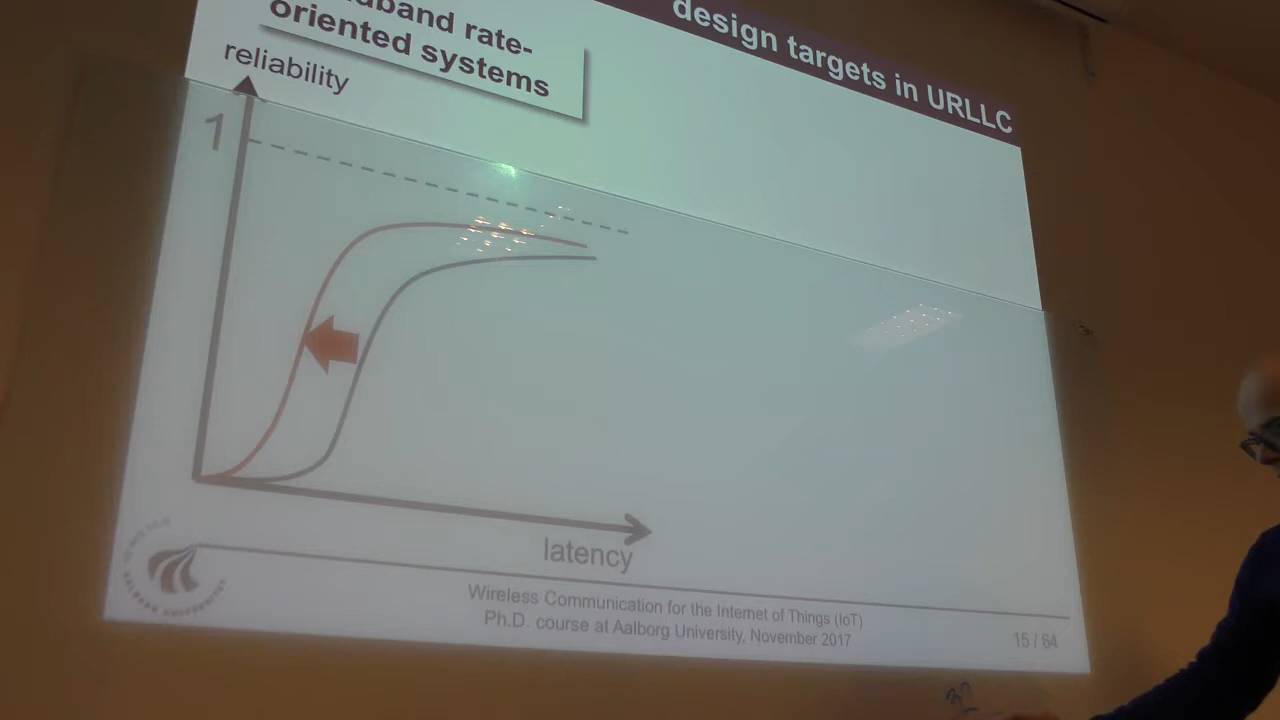 design targets in URLLC
rate-
oriented systems
reliability
1
latency
Wireless Communication for the Internet of Things (IoT)
Ph.D. course at Aalborg University, November 2017
15 / 64